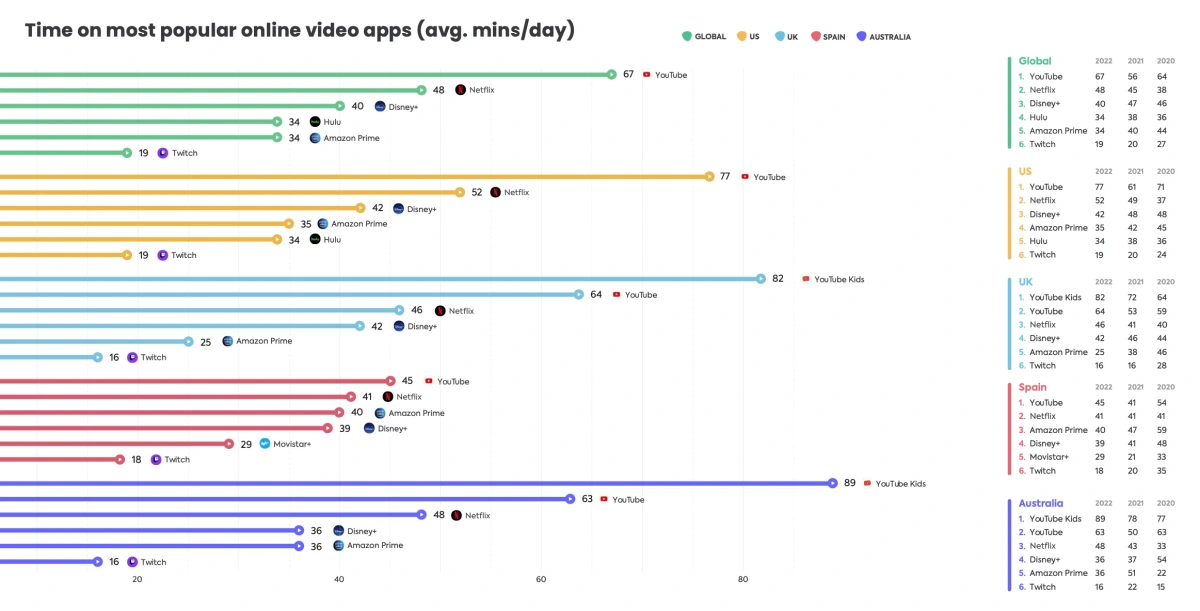 Time on most popular online video apps (avg. mins/day)
GLOBAL US UK SPAIN AUSTRALIA
67 YouTube
48 Netflix
40 Disney+
34 Hulu
34 Amazon Prime
19 Twitch
77 YouTube
52 Netflix
42 Disney+
35 Amazon Prime
34 Hulu
19 Twitch
82 YouTube Kids
64 YouTube
46 Netflix
42 Disney+
25 Amazon Prime
16 Twitch
45 YouTube
41 Netflix
40 Amazon Prime
39 Disney+
29 Movistar+
18 Twitch
89 YouTube Kids
63 YouTube
48 Netflix
36 Disney+
36 Amazon Prime
16 Twitch
20 40 60 80
Global 2022 2021 2020
1. YouTube 67 56 64
2. Netflix 48 45 38
3. Disney+ 40 47 46
4. Hulu 34 38 36
5. Amazon Prime 34 40 44
6. Twitch 19 20 27
US 2022 2021 2020
1. YouTube 77 61 71
2. Netflix 52 49 37
3. Disney+ 42 48 48
4. Amazon Prime 35 42 45
5. Hulu 34 38 36
6. Twitch 19 20 24
UK 2022 2021 2020
1. YouTube Kids 82 72 64
2. YouTube 64 53 59
3. Netflix 46 41 40
4. Disney+ 42 46 44
5. Amazon Prime 25 38 46
6. Twitch 16 16 28
Spain 2022 2021 2020
1. YouTube 45 41 54
2. Netflix 41 41 41
3. Amazon Prime 40 47 59
4. Disney+ 39 41 48
5. Movistar+ 29 21 33
6. Twitch 18 20 35
Australia 2022 2021 2020
1. YouTube Kids 89 78 77
2. YouTube 63 50 63
3. Netflix 48 43 33
4. Disney+ 36 37 54
5. Amazon Prime 36 51 22
6. Twitch 16 22 15